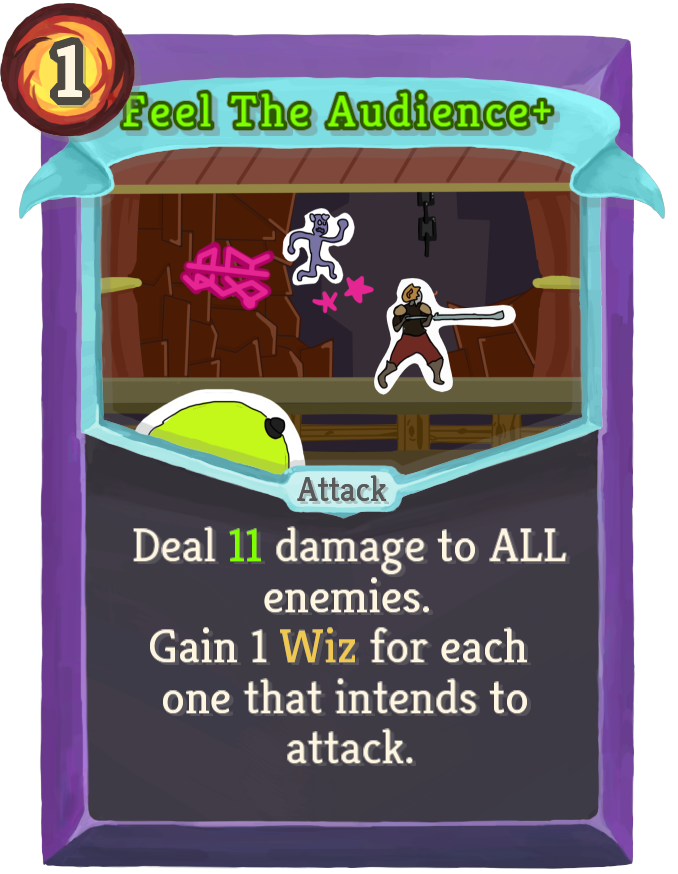 1
Feel The Audience+
Attack
Deal 11 damage to ALL
enemies.
Gain 1 Wiz for each
one that intends to
attack.